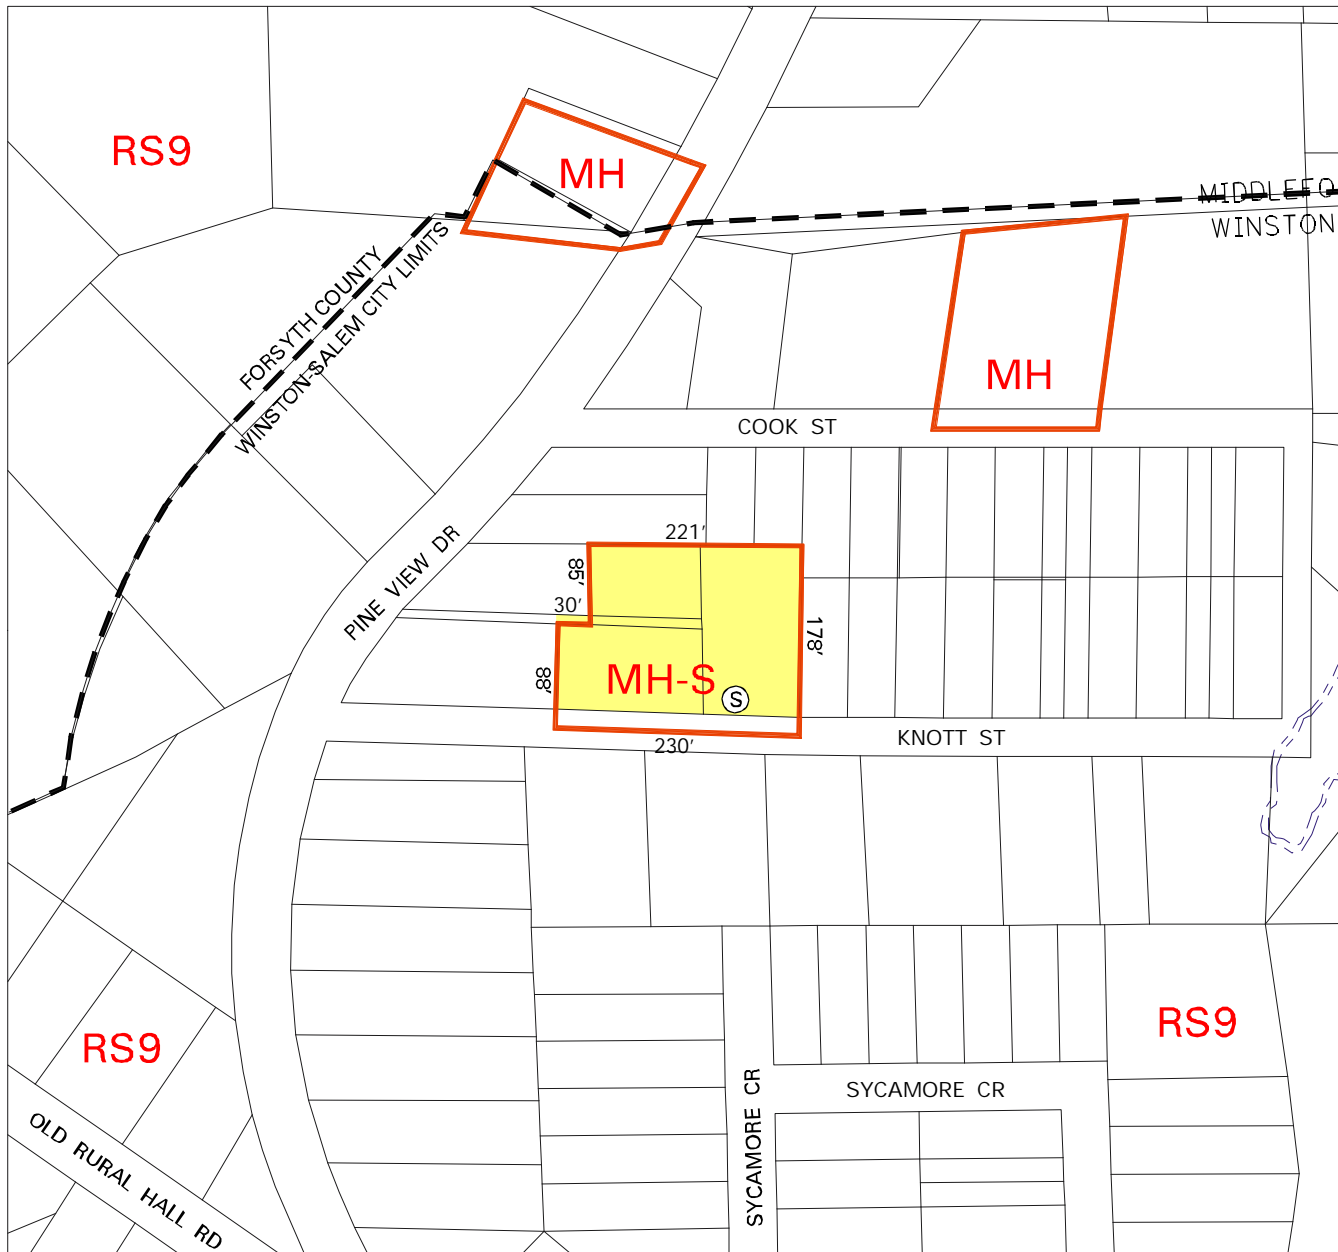 RS9
MH
MIDDLEFO
WINSTON
FORSYTH COUNTY
WINSTON-SALEM CITY LIMITS
MH
COOK ST
221'
PINE VIEW DR
85'
30'
178'
88'
MH-S
S
230'
KNOTT ST
RS9
RS9
SYCAMORE CR
SYCAMORE CR
OLD RURAL HALL RD